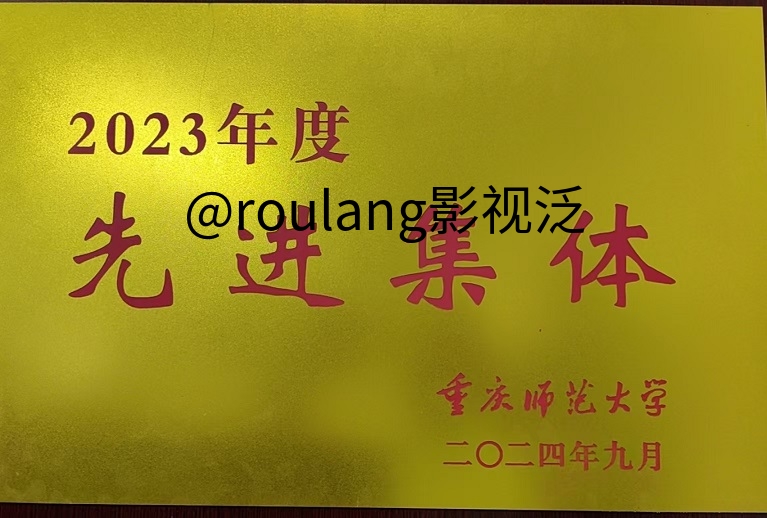 2023年度
@roulang影视泛
先进集体
重庆师范大学
二〇二四年九月